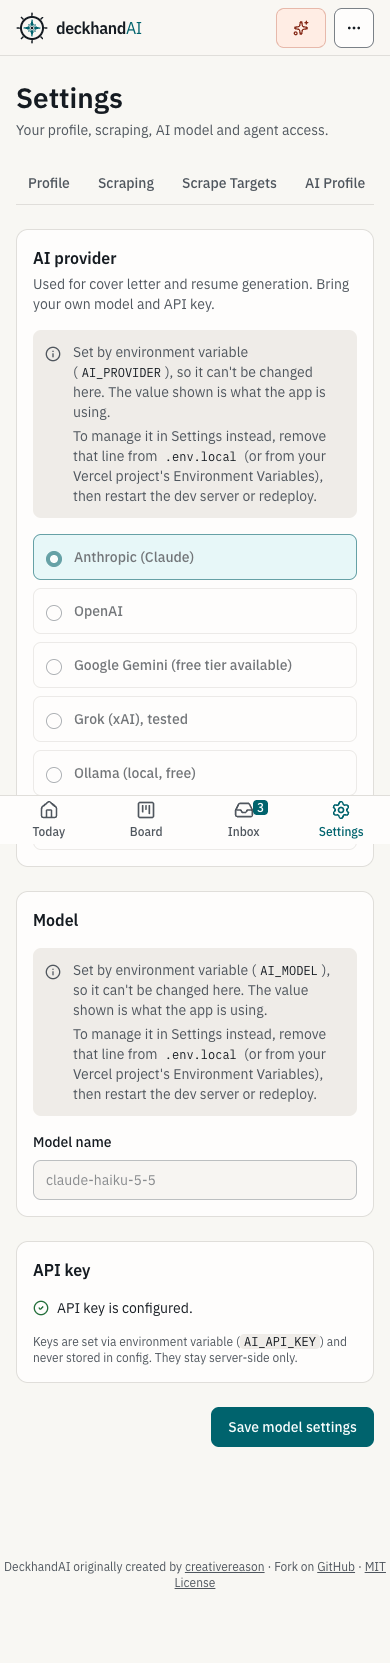 deckhandAI
Settings
Your profile, scraping, AI model and agent access.
Profile Scraping Scrape Targets AI Profile
AI provider
Used for cover letter and resume generation. Bring
your own model and API key.
Set by environment variable
( AI_PROVIDER ), so it can't be changed
here. The value shown is what the app is
using.
To manage it in Settings instead, remove
that line from .env.local (or from your
Vercel project's Environment Variables),
then restart the dev server or redeploy.
Anthropic (Claude)
OpenAI
Google Gemini (free tier available)
Grok (xAI), tested
Ollama (local, free)
3
Today Board Inbox Settings
Model
Set by environment variable ( AI_MODEL ),
so it can't be changed here. The value
shown is what the app is using.
To manage it in Settings instead, remove
that line from .env.local (or from your
Vercel project's Environment Variables),
then restart the dev server or redeploy.
Model name
claude-haiku-5-5
API key
API key is configured.
Keys are set via environment variable ( AI_API_KEY ) and
never stored in config. They stay server-side only.
Save model settings
DeckhandAI originally created by creativereason · Fork on GitHub · MIT
License